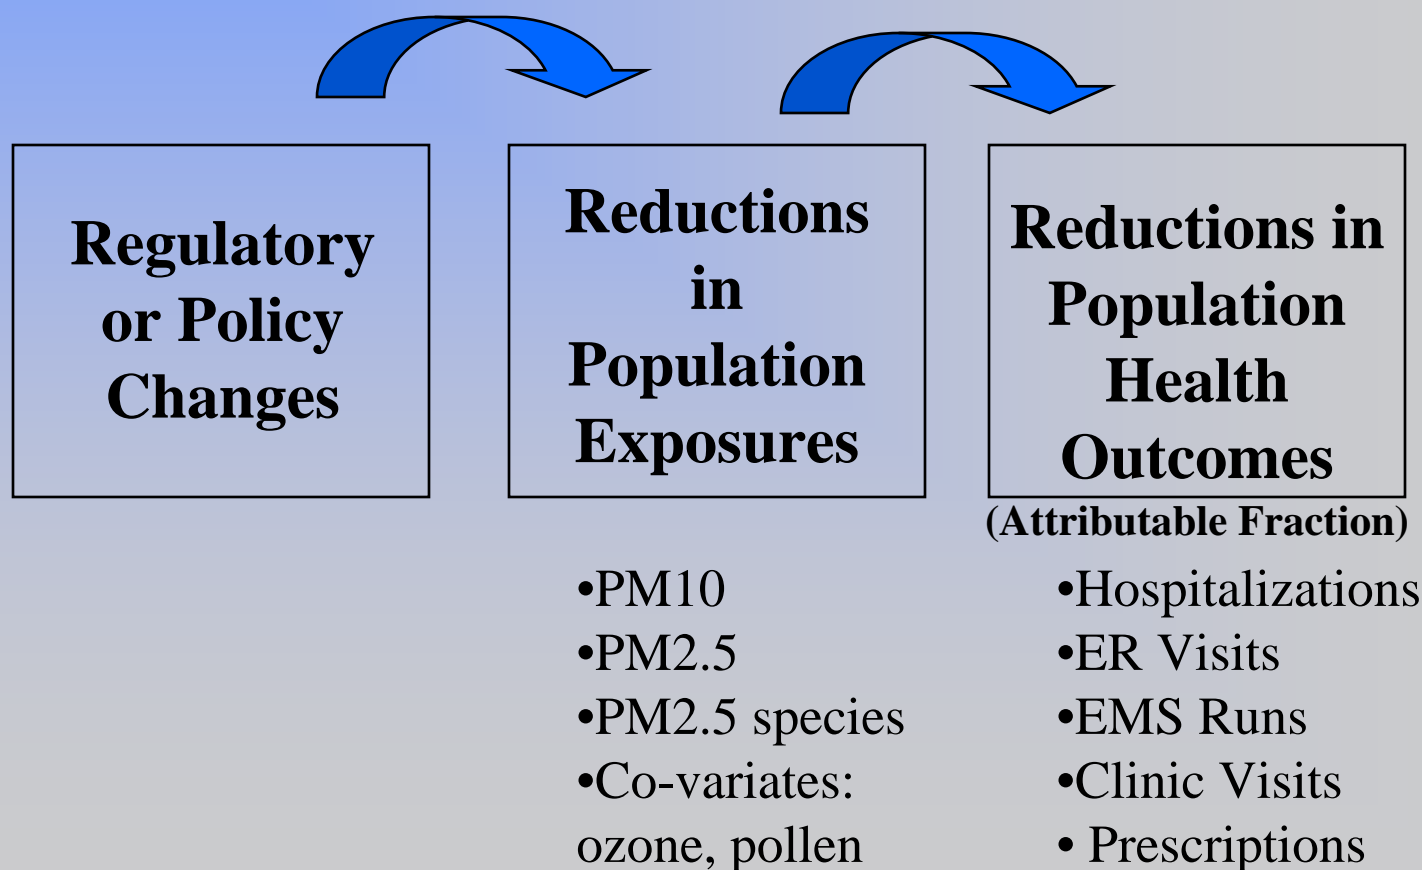 Regulatory
or Policy
Changes
Reductions
in
Population
Exposures
Reductions in
Population
Health
Outcomes
(Attributable Fraction)
•PM10
•PM2.5
•PM2.5 species
•Co-variates:
ozone, pollen
•Hospitalizations
•ER Visits
•EMS Runs
•Clinic Visits
• Prescriptions